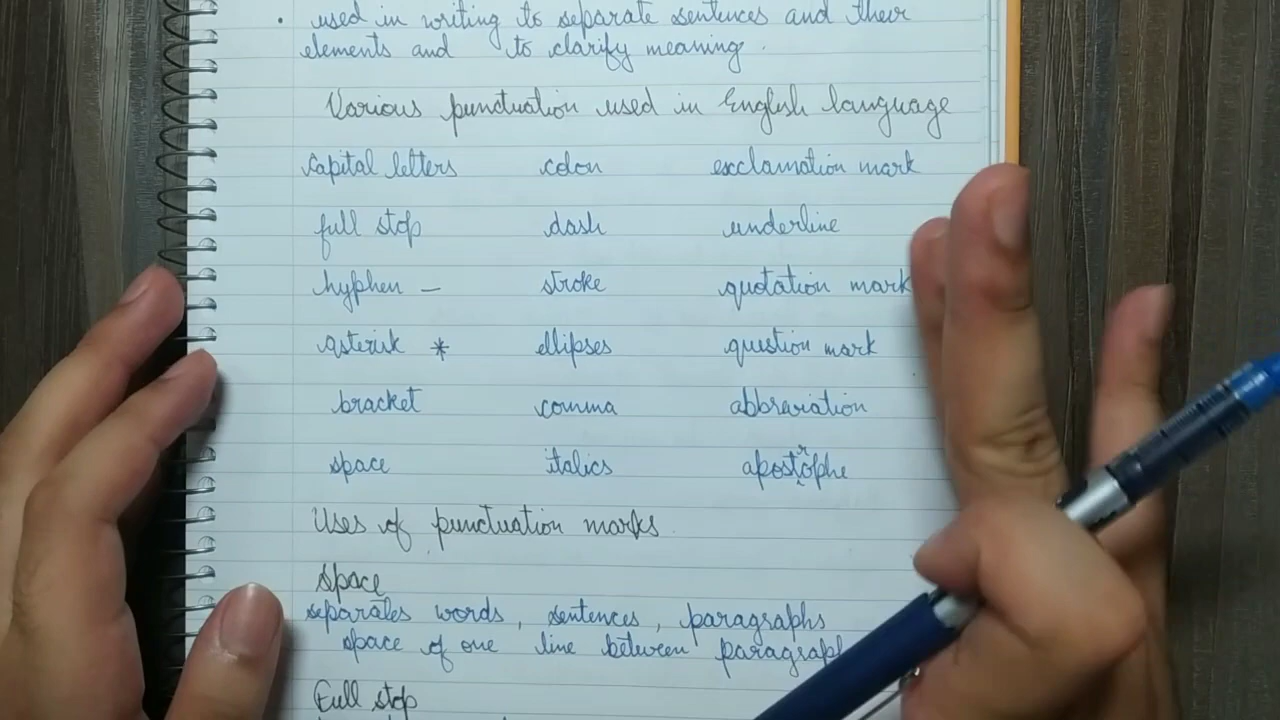 • used in writing to separate sentences and their
elements and to clarify meaning.
Various punctuation used in English language
Capital letters colon exclamation mark
full stop dash underline
hyphen – stroke quotation mark
asterisk * ellipses question mark
bracket comma abbreviation
space italics apostrophe
Uses of punctuation marks.
Space
separates words, sentences, paragraphs
space of one line between paragraph
Full stop